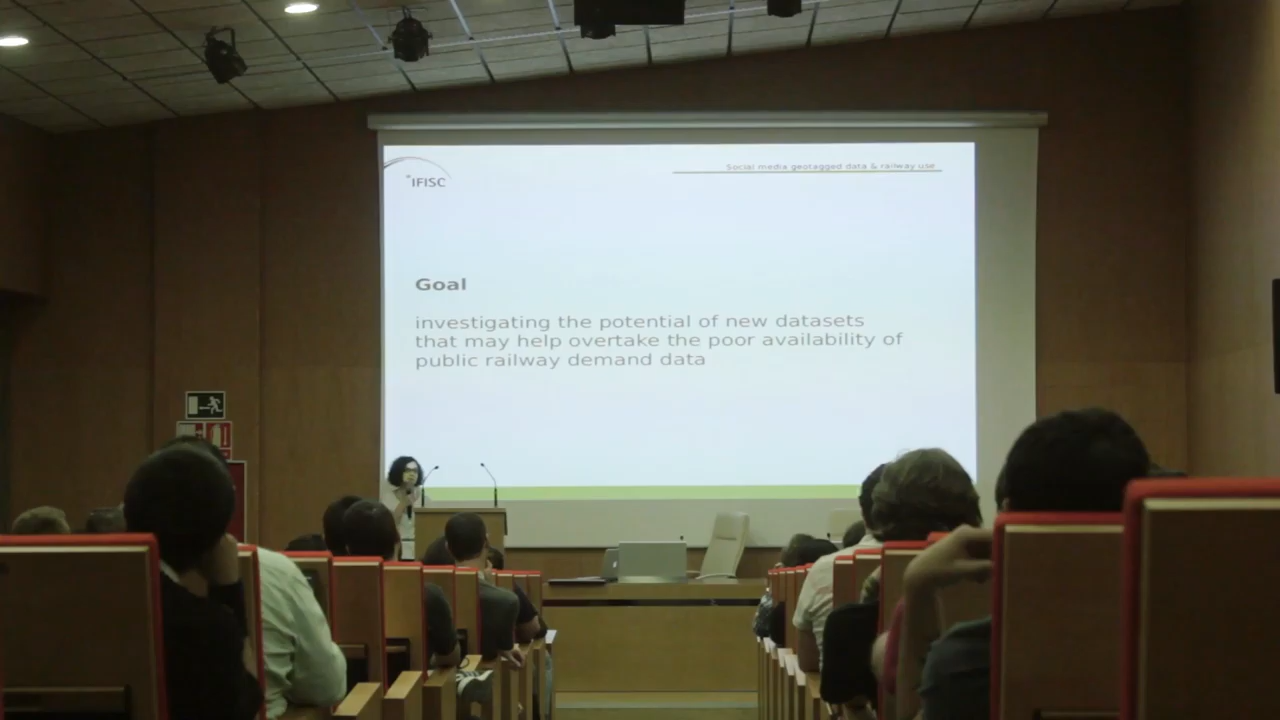 IFISC
Social media geotagged data & railway use
Goal
investigating the potential of new datasets
that may help overtake the poor availability of
public railway demand data